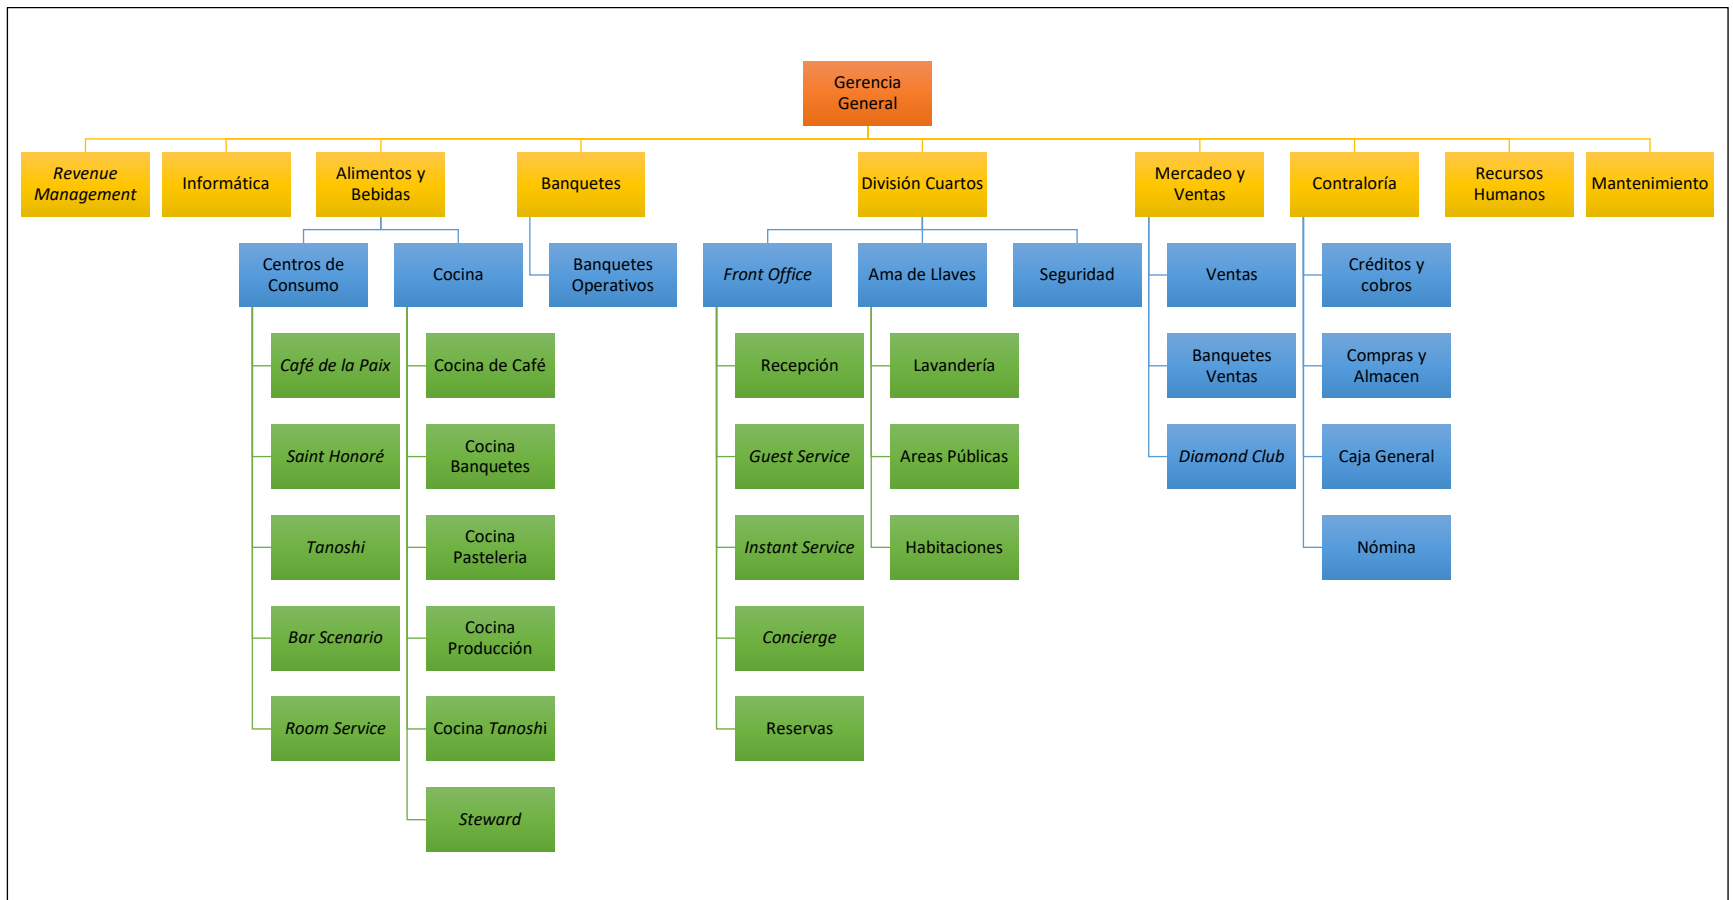 Gerencia
General
Revenue
Management
Informática
Alimentos y
Bebidas
Banquetes
División Cuartos
Mercadeo y
Ventas
Contraloría
Recursos
Humanos
Mantenimiento
Centros de
Consumo
Cocina
Banquetes
Operativos
Front Office
Ama de Llaves
Seguridad
Ventas
Créditos y
cobros
Café de la Paix
Cocina de Café
Recepción
Lavandería
Banquetes
Ventas
Compras y
Almacen
Saint Honoré
Cocina
Banquetes
Guest Service
Areas Públicas
Diamond Club
Caja General
Tanoshi
Cocina
Pasteleria
Instant Service
Habitaciones
Nómina
Bar Scenario
Cocina
Producción
Concierge
Room Service
Cocina Tanoshi
Reservas
Steward